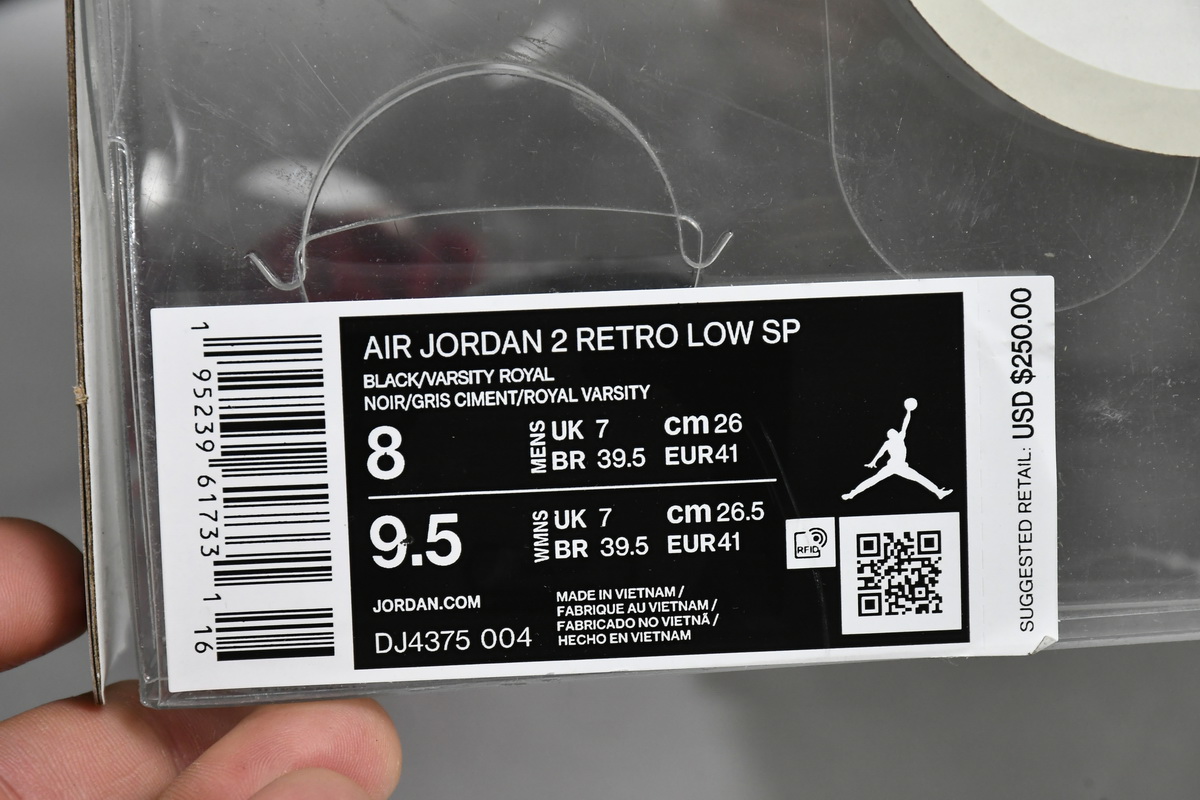 AIR JORDAN 2 RETRO LOW SP
BLACK/VARSITY ROYAL
NOIR/GRIS CIMENT/ROYAL VARSITY
8
MENS
UK 7
cm 26
BR 39.5
EUR 41
9.5
WMNS
UK 7
cm 26.5
BR 39.5
EUR 41
RFID
JORDAN.COM
DJ4375 004
MADE IN VIETNAM /
FABRIQUE AU VIETNAM /
FABRICADO NO VIETNÃ /
HECHO EN VIETNAM
1 95239 61733 1 16
SUGGESTED RETAIL: USD $250.00